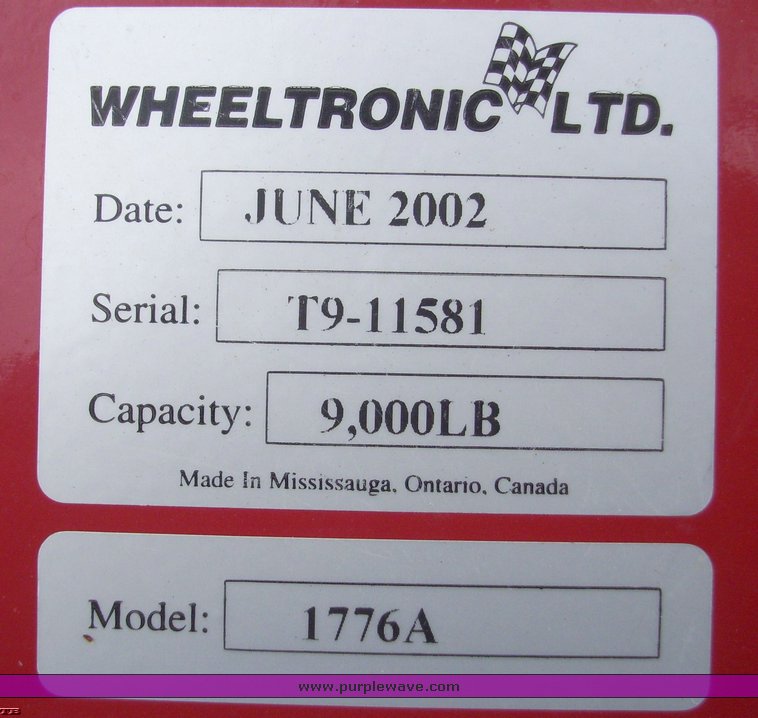 WHEELTRONIC LTD.
Date: JUNE 2002
Serial: T9-11581
Capacity: 9,000LB
Made In Mississauga, Ontario, Canada
Model: 1776A
www.purplewave.com